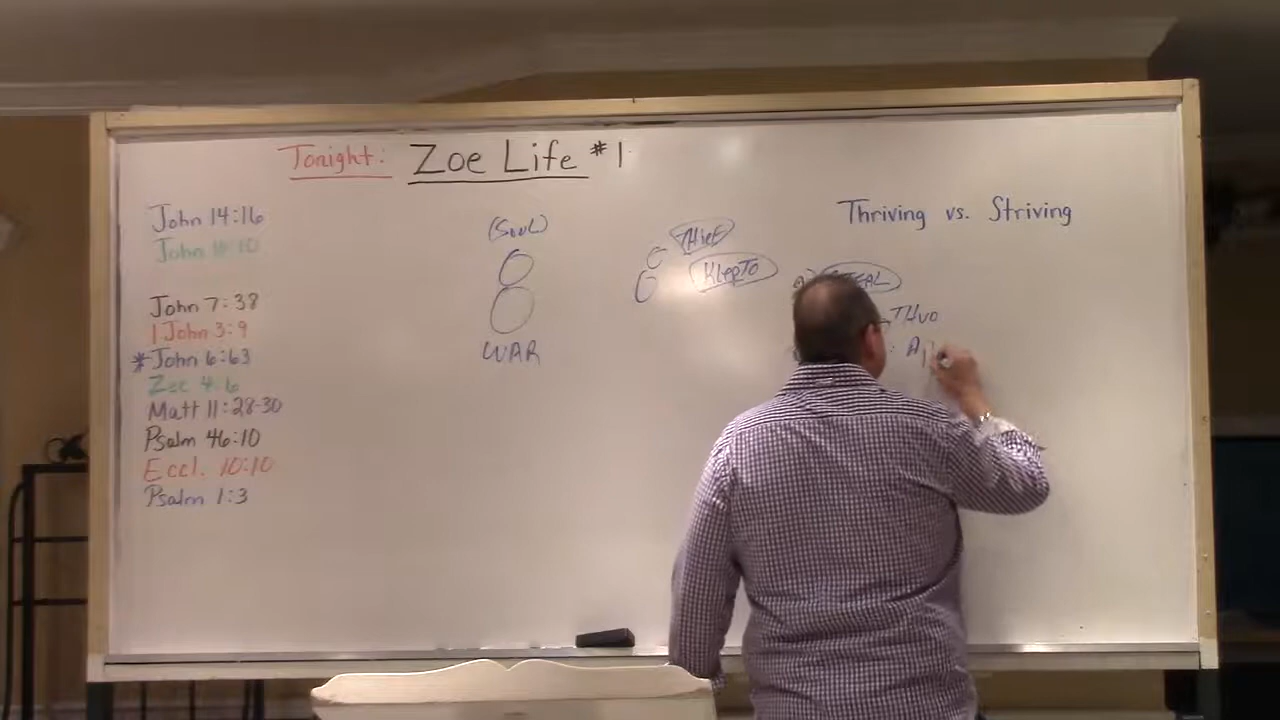 Tonight: Zoe Life #1
John 14:16
John 10:10
John 7:38
1 John 3:9
*John 6:63
Zec 4:6
Matt 11:28-30
Psalm 46:10
Eccl. 10:10
Psalm 1:3
(SOUL)
WAR
THIEF
KlepTo
Thriving vs. Striving
STEAL
THUO